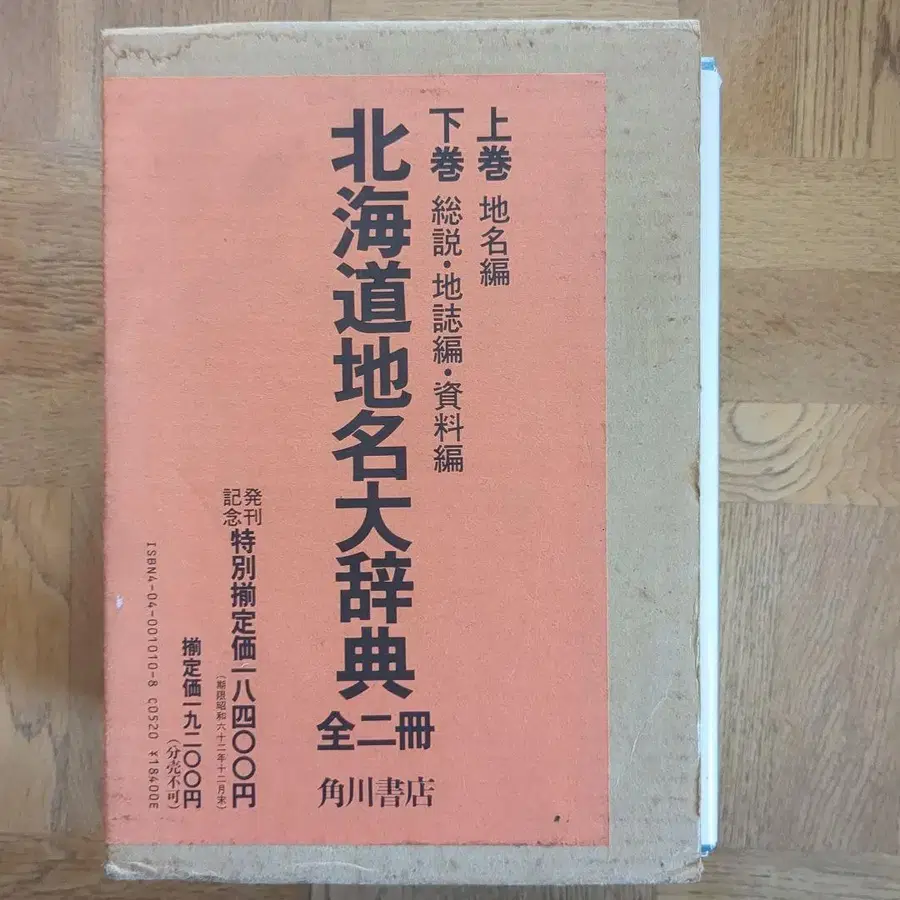 上巻 地名編
下巻 総説・地誌編・資料編
北海道地名大辞典
全二冊
角川書店
発刊記念 特別揃定価一八四〇〇円
(期限昭和六十二年十二月末)
揃定価一九二〇〇円
(分売不可)
ISBN4-04-001010-8 C0520 ¥18400E